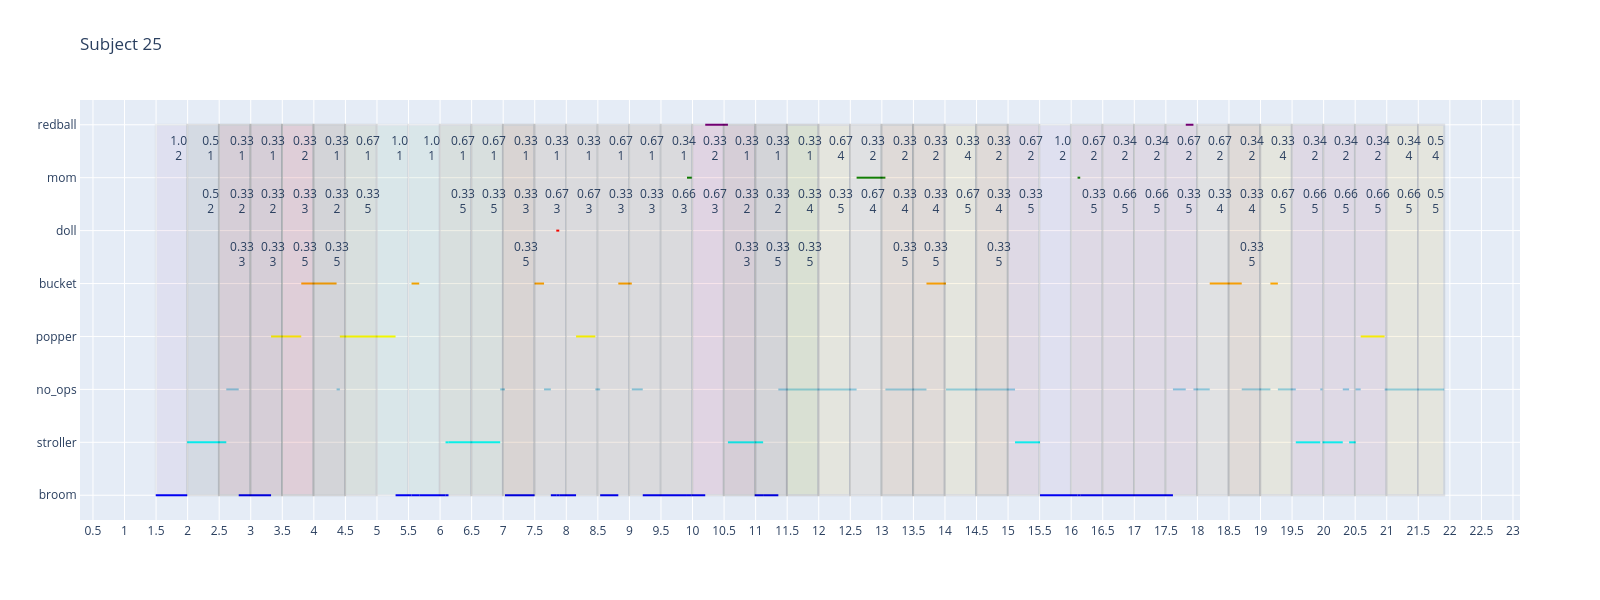 Subject 25
redball
1.0 0.5 0.33 0.33 0.33 0.33 0.67 1.0 1.0 0.67 0.67 0.33 0.33 0.33 0.67 0.67 0.34 0.33 0.33 0.33 0.33 0.67 0.33 0.33 0.33 0.33 0.33 0.67 1.0 0.67 0.34 0.34 0.67 0.67 0.34 0.33 0.34 0.34 0.34 0.34 0.5
2 1 1 1 2 1 1 1 1 1 1 1 1 1 1 1 1 2 1 1 1 4 2 2 2 4 2 2 2 2 2 2 2 2 2 4 2 2 2 4 4
mom
0.5 0.33 0.33 0.33 0.33 0.33 0.33 0.33 0.33 0.67 0.67 0.33 0.33 0.66 0.67 0.33 0.33 0.33 0.33 0.67 0.33 0.33 0.67 0.33 0.33 0.33 0.66 0.66 0.33 0.33 0.33 0.67 0.66 0.66 0.66 0.66 0.5
2 2 2 3 2 5 5 5 3 3 3 3 3 3 3 2 2 4 5 4 4 4 5 4 5 5 5 5 5 4 4 5 5 5 5 5 5
doll
0.33 0.33 0.33 0.33 0.33 0.33 0.33 0.33 0.33 0.33 0.33 0.33
3 3 5 5 5 3 5 5 5 5 5 5
bucket
popper
no_ops
stroller
broom
0.5 1 1.5 2 2.5 3 3.5 4 4.5 5 5.5 6 6.5 7 7.5 8 8.5 9 9.5 10 10.5 11 11.5 12 12.5 13 13.5 14 14.5 15 15.5 16 16.5 17 17.5 18 18.5 19 19.5 20 20.5 21 21.5 22 22.5 23